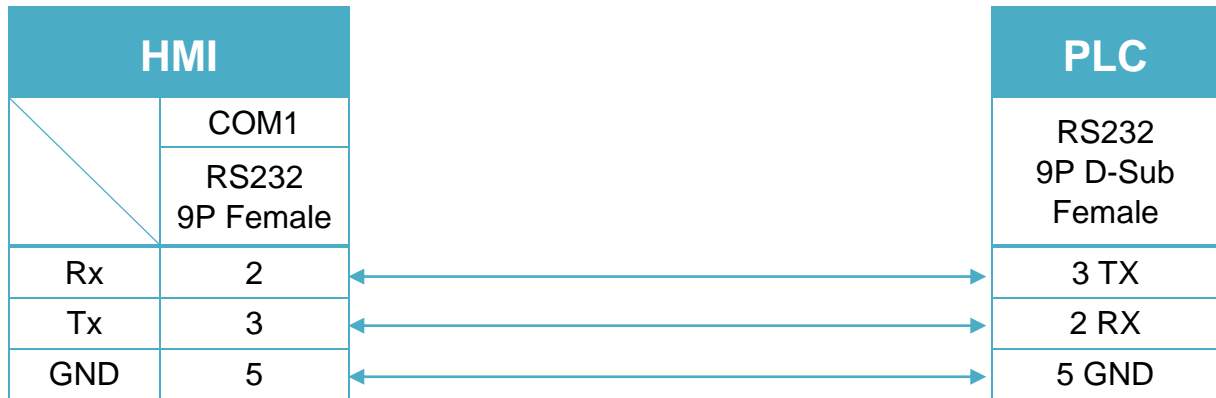 HMI
PLC
COM1
RS232
9P Female
RS232
9P D-Sub
Female
Rx 2 3 TX
Tx 3 2 RX
GND 5 5 GND